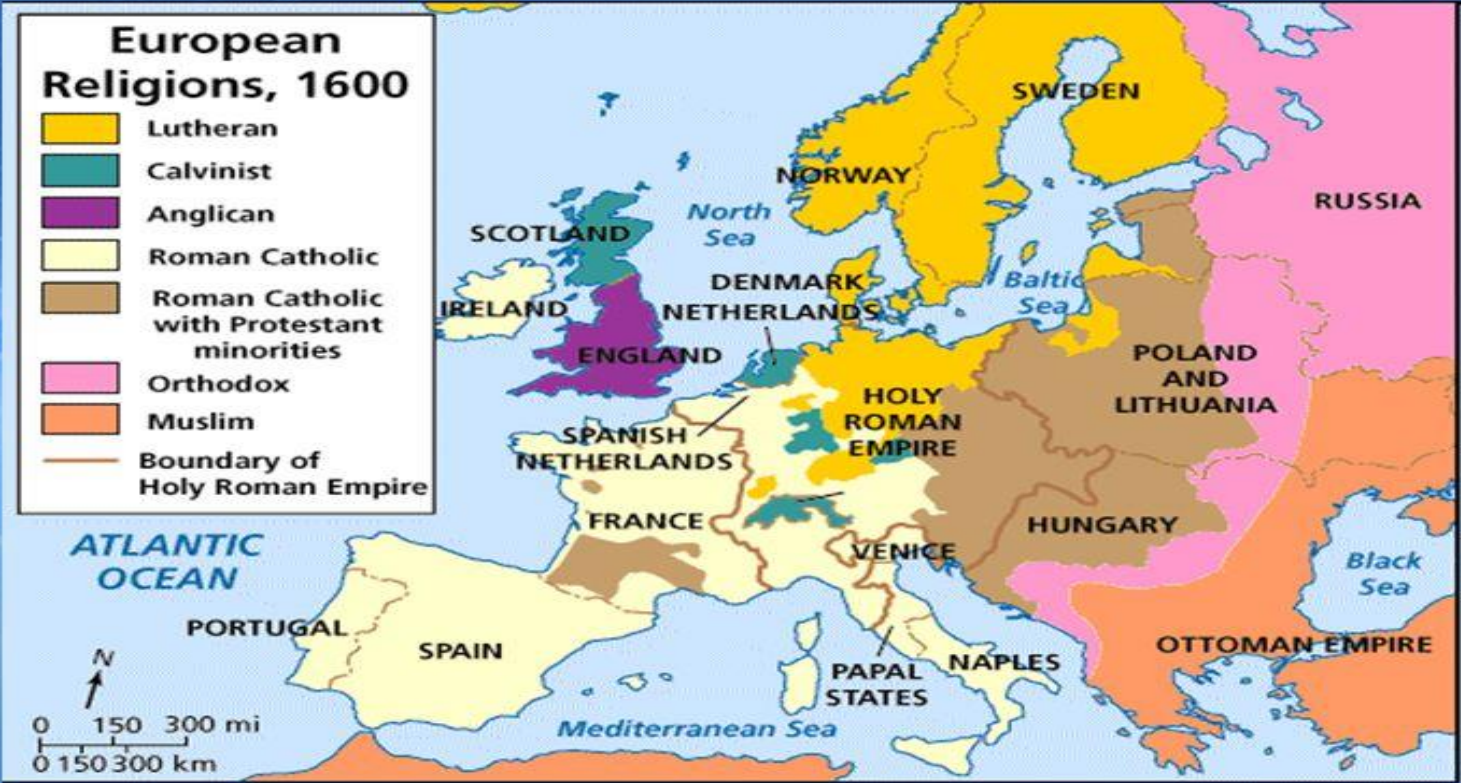 European
Religions, 1600
Lutheran
Calvinist
Anglican
Roman Catholic
Roman Catholic
with Protestant
minorities
Orthodox
Muslim
Boundary of
Holy Roman Empire
SWEDEN
NORWAY
RUSSIA
North
Sea
SCOTLAND
DENMARK
Baltic
Sea
IRELAND
NETHERLANDS
ENGLAND
POLAND
AND
LITHUANIA
HOLY
ROMAN
EMPIRE
SPANISH
NETHERLANDS
FRANCE
HUNGARY
VENICE
ATLANTIC
OCEAN
Black
Sea
PORTUGAL
SPAIN
OTTOMAN EMPIRE
PAPAL
STATES
NAPLES
Mediterranean Sea
N
0 150 300 mi
0 150 300 km